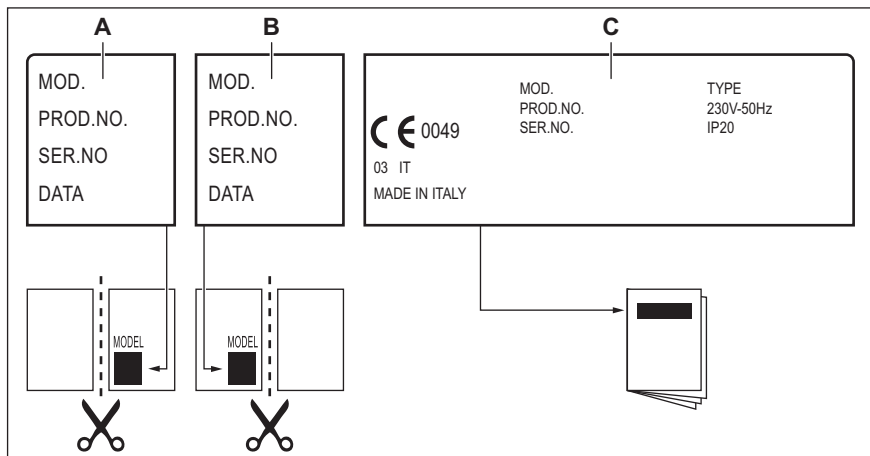 A
B
C
MOD.
PROD.NO.
SER.NO
DATA
MOD.
PROD.NO.
SER.NO
DATA
MOD.
PROD.NO.
SER.NO.
TYPE
230V-50Hz
IP20
CE 0049
03 IT
MADE IN ITALY
MODEL
MODEL